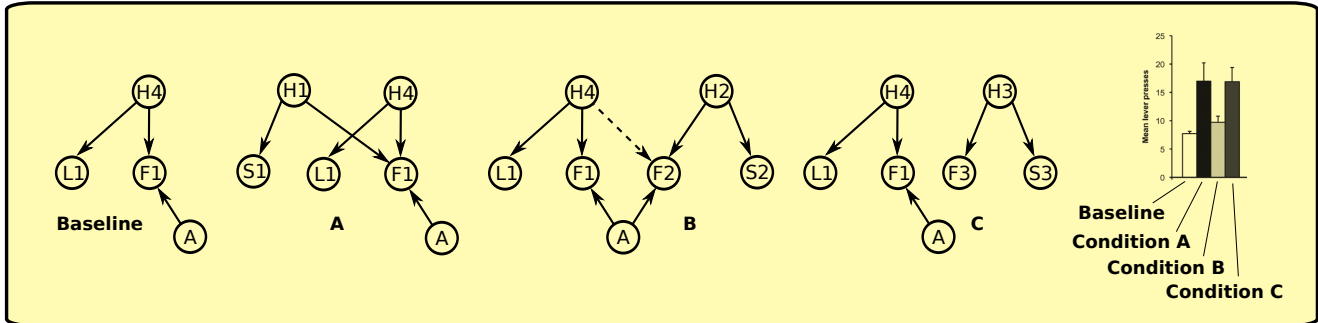 H4
L1
F1
A
Baseline
H1
H4
S1
L1
F1
A
A
H4
H2
L1
F1
F2
S2
A
B
H4
H3
L1
F1
F3
S3
A
C
Mean lever presses
25
20
15
10
5
0
Baseline
Condition A
Condition B
Condition C